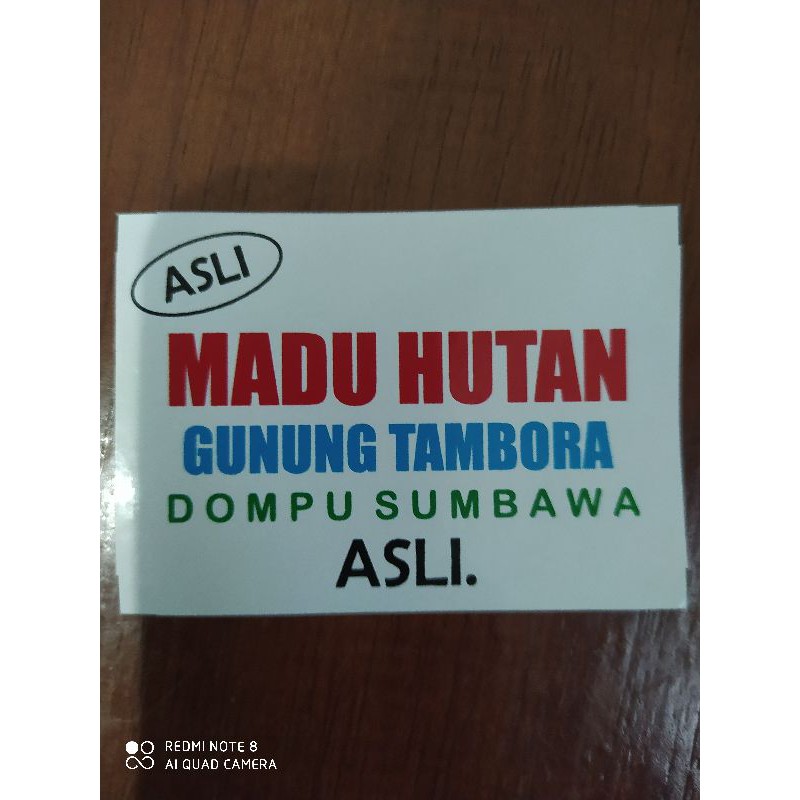 ASLI
MADU HUTAN
GUNUNG TAMBORA
DOMPU SUMBAWA
ASLI.
REDMI NOTE 8
AI QUAD CAMERA